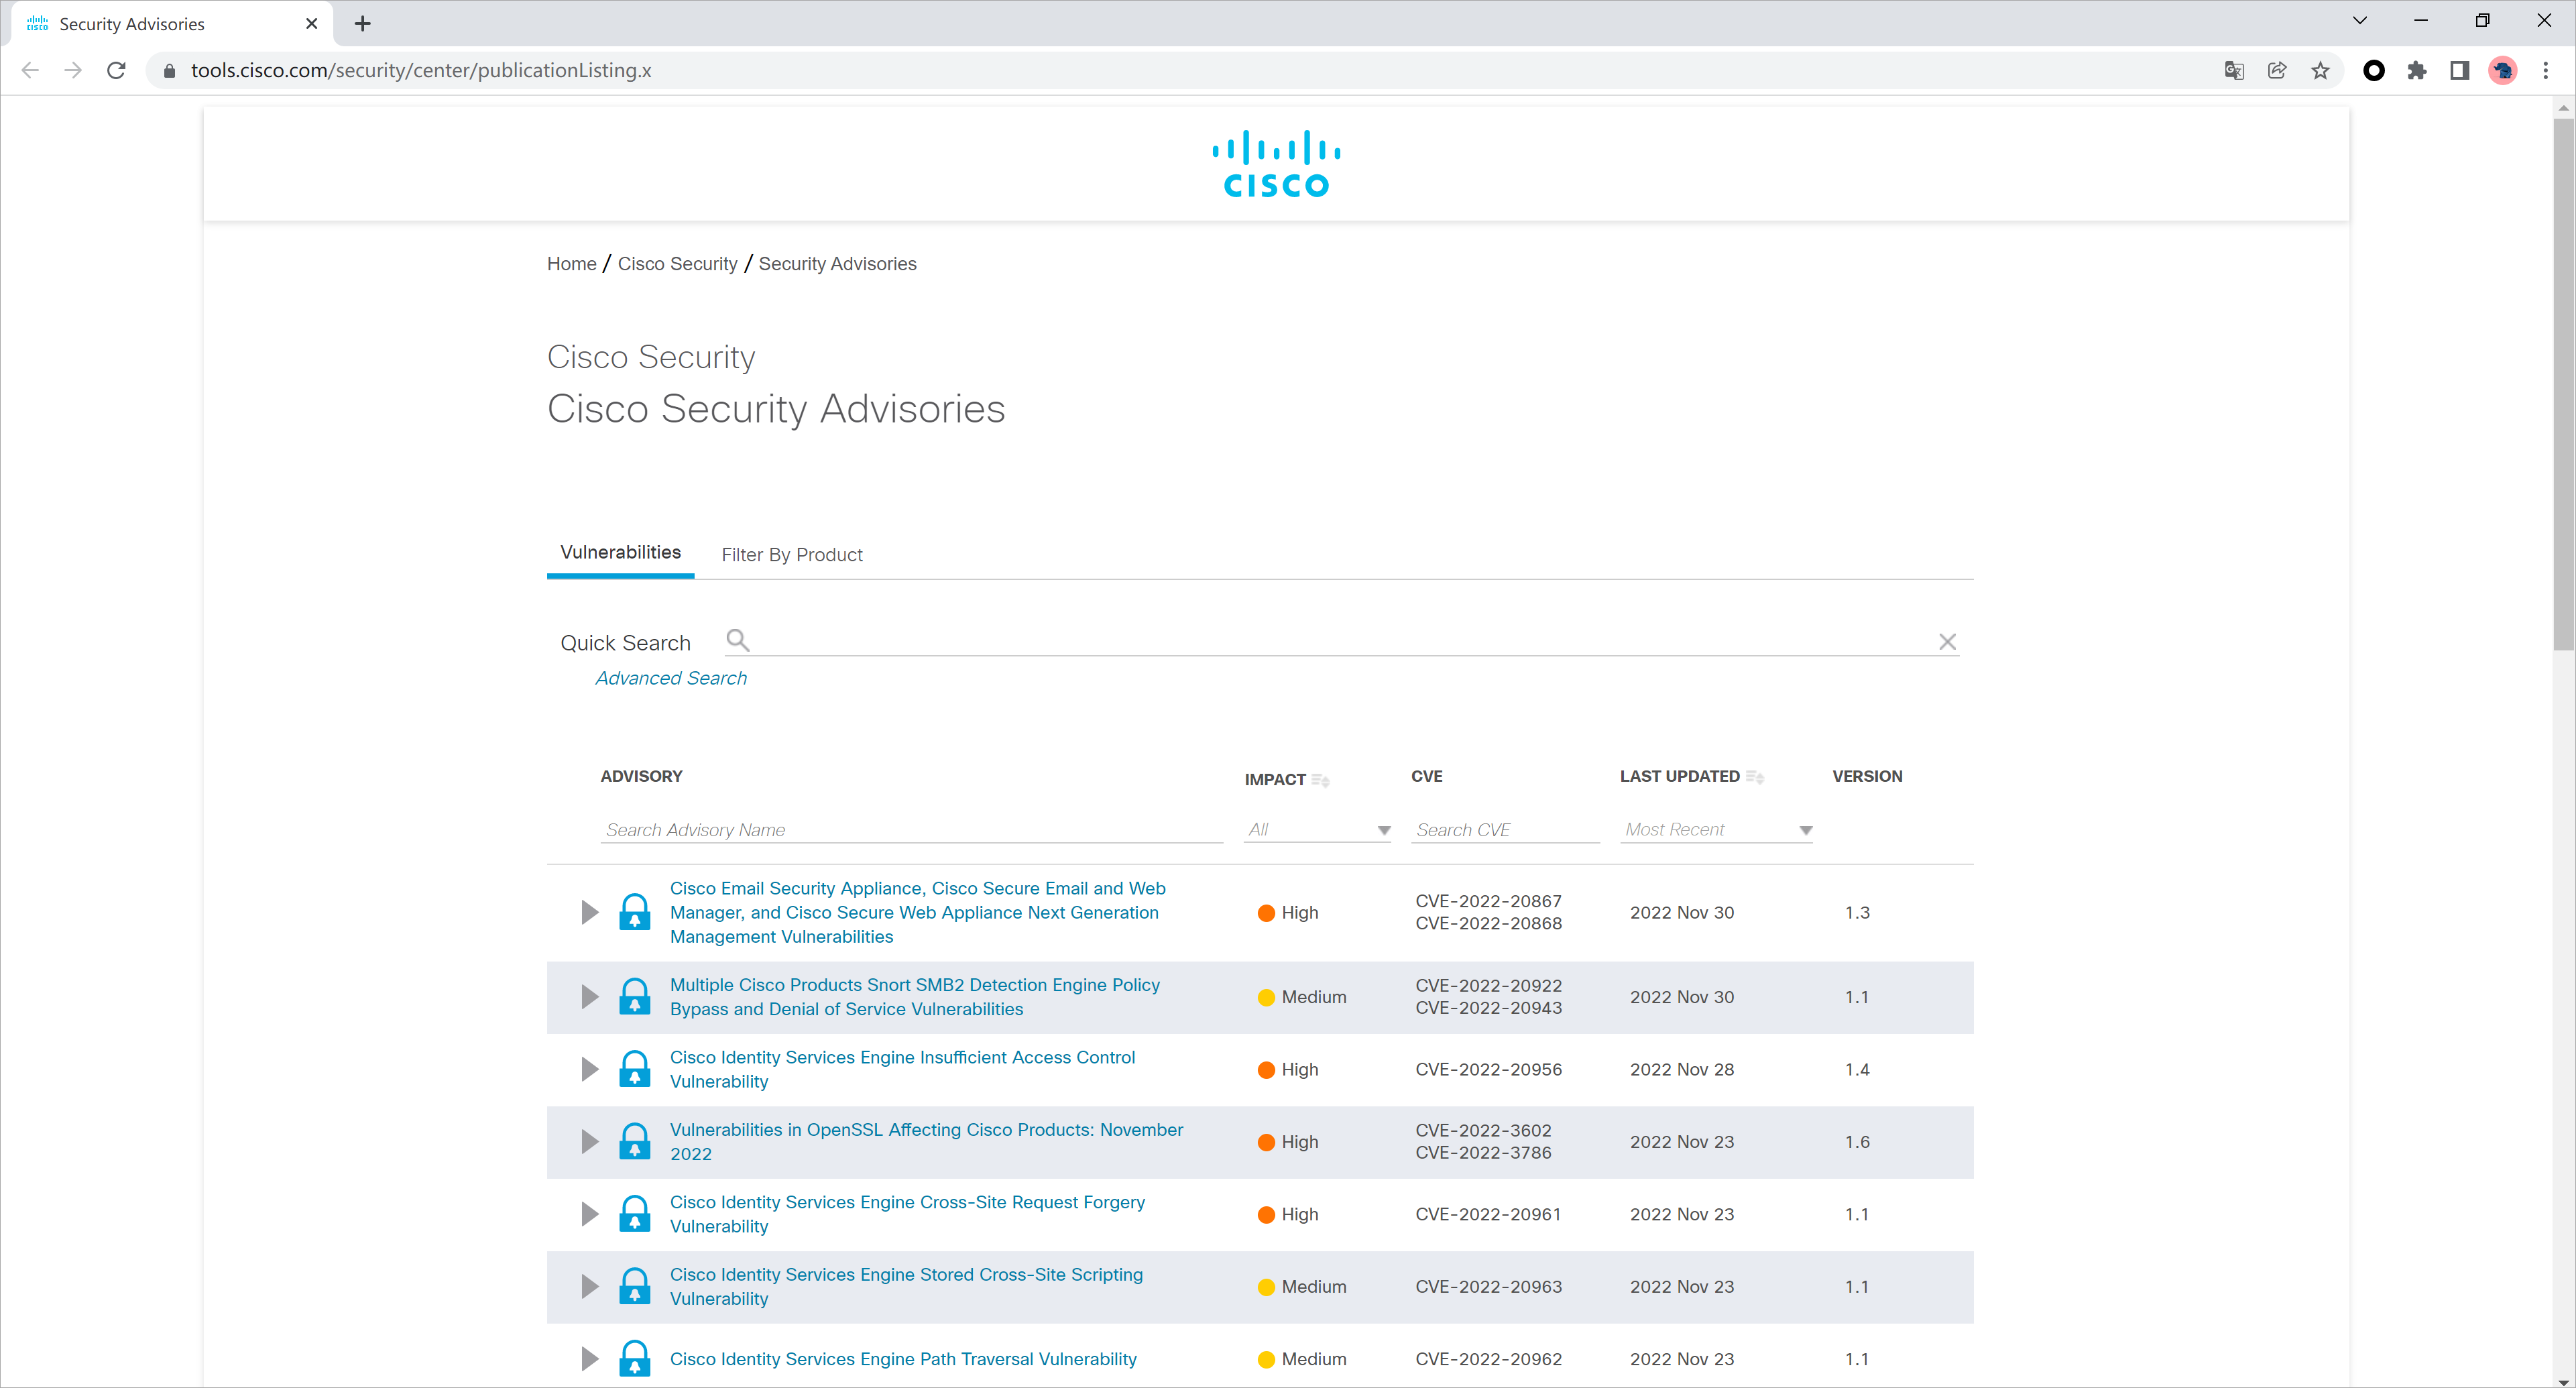 Security Advisories
tools.cisco.com/security/center/publicationListing.x
CISCO
Home / Cisco Security / Security Advisories
Cisco Security
Cisco Security Advisories
Vulnerabilities Filter By Product
Quick Search
Advanced Search
ADVISORY IMPACT CVE LAST UPDATED VERSION
Search Advisory Name All Search CVE Most Recent
Cisco Email Security Appliance, Cisco Secure Email and Web
Manager, and Cisco Secure Web Appliance Next Generation
Management Vulnerabilities
High
CVE-2022-20867
CVE-2022-20868
2022 Nov 30
1.3
Multiple Cisco Products Snort SMB2 Detection Engine Policy
Bypass and Denial of Service Vulnerabilities
Medium
CVE-2022-20922
CVE-2022-20943
2022 Nov 30
1.1
Cisco Identity Services Engine Insufficient Access Control
Vulnerability
High
CVE-2022-20956
2022 Nov 28
1.4
Vulnerabilities in OpenSSL Affecting Cisco Products: November
2022
High
CVE-2022-3602
CVE-2022-3786
2022 Nov 23
1.6
Cisco Identity Services Engine Cross-Site Request Forgery
Vulnerability
High
CVE-2022-20961
2022 Nov 23
1.1
Cisco Identity Services Engine Stored Cross-Site Scripting
Vulnerability
Medium
CVE-2022-20963
2022 Nov 23
1.1
Cisco Identity Services Engine Path Traversal Vulnerability
Medium
CVE-2022-20962
2022 Nov 23
1.1